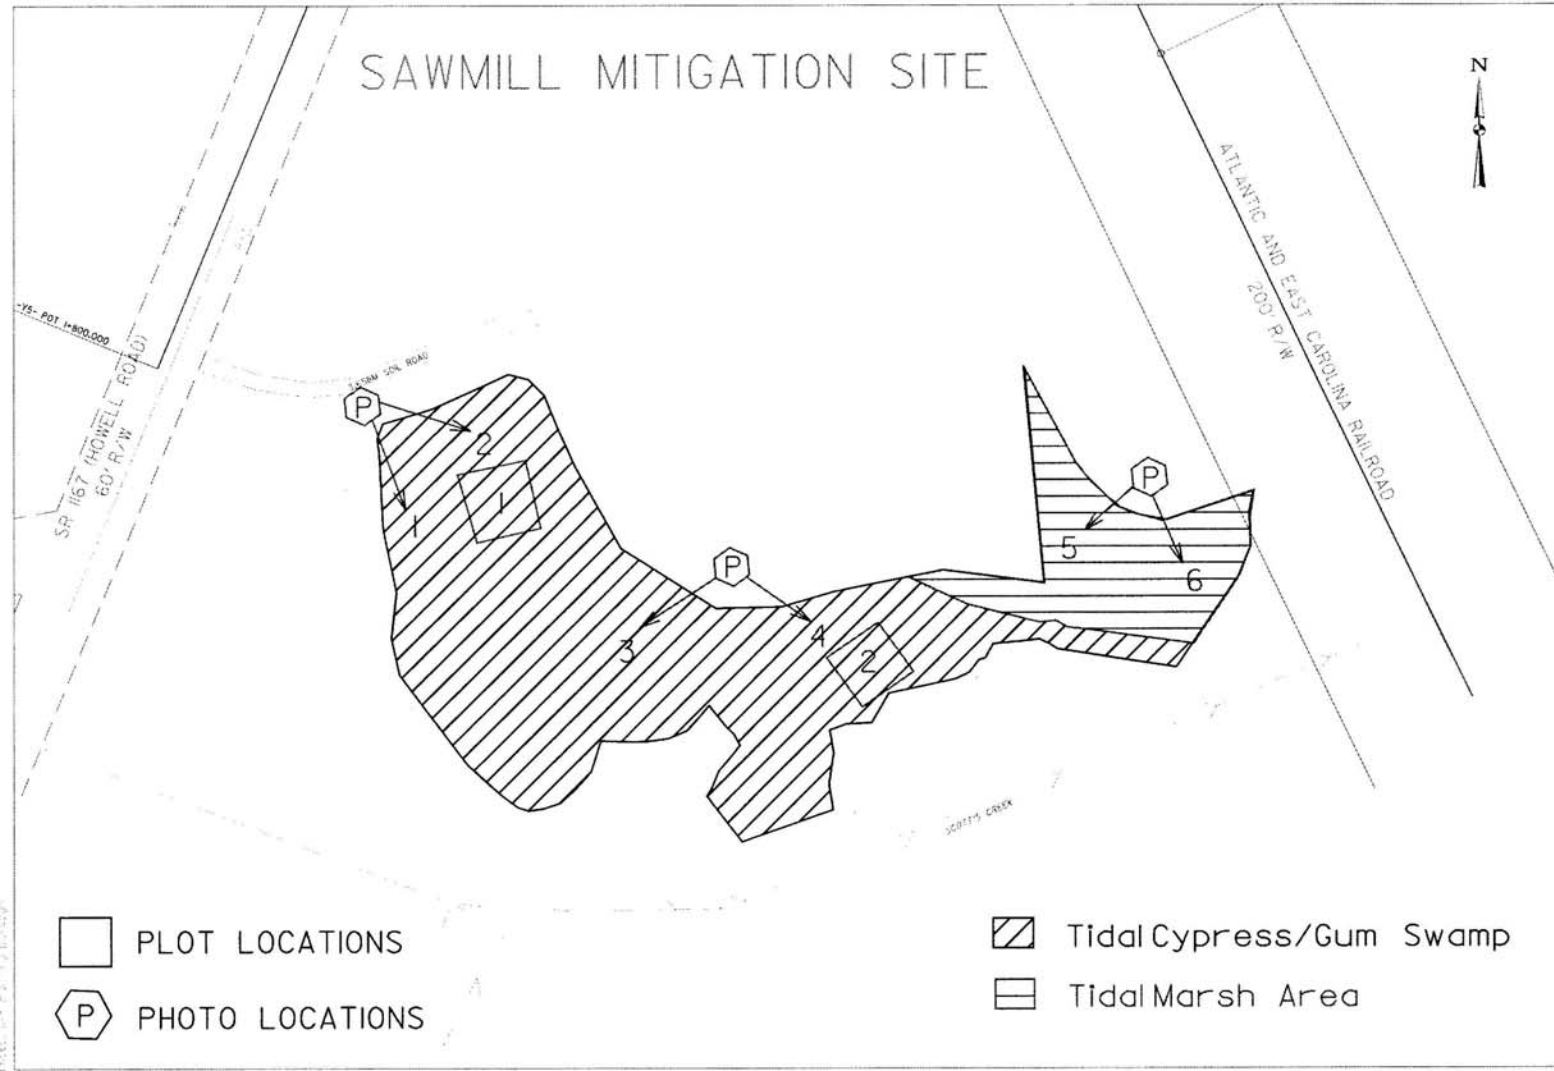 SAWMILL MITIGATION SITE
N
ATLANTIC AND EAST CAROLINA RAILROAD
200' R/W
-Y5- POT 1+800.000
SR 1167 (HOWELL ROAD)
60' R/W
SOIL ROAD
P
2
1
1
P
3
4
2
P
5
6
SCOTTS CREEK
PLOT LOCATIONS
P PHOTO LOCATIONS
Tidal Cypress/Gum Swamp
Tidal Marsh Area